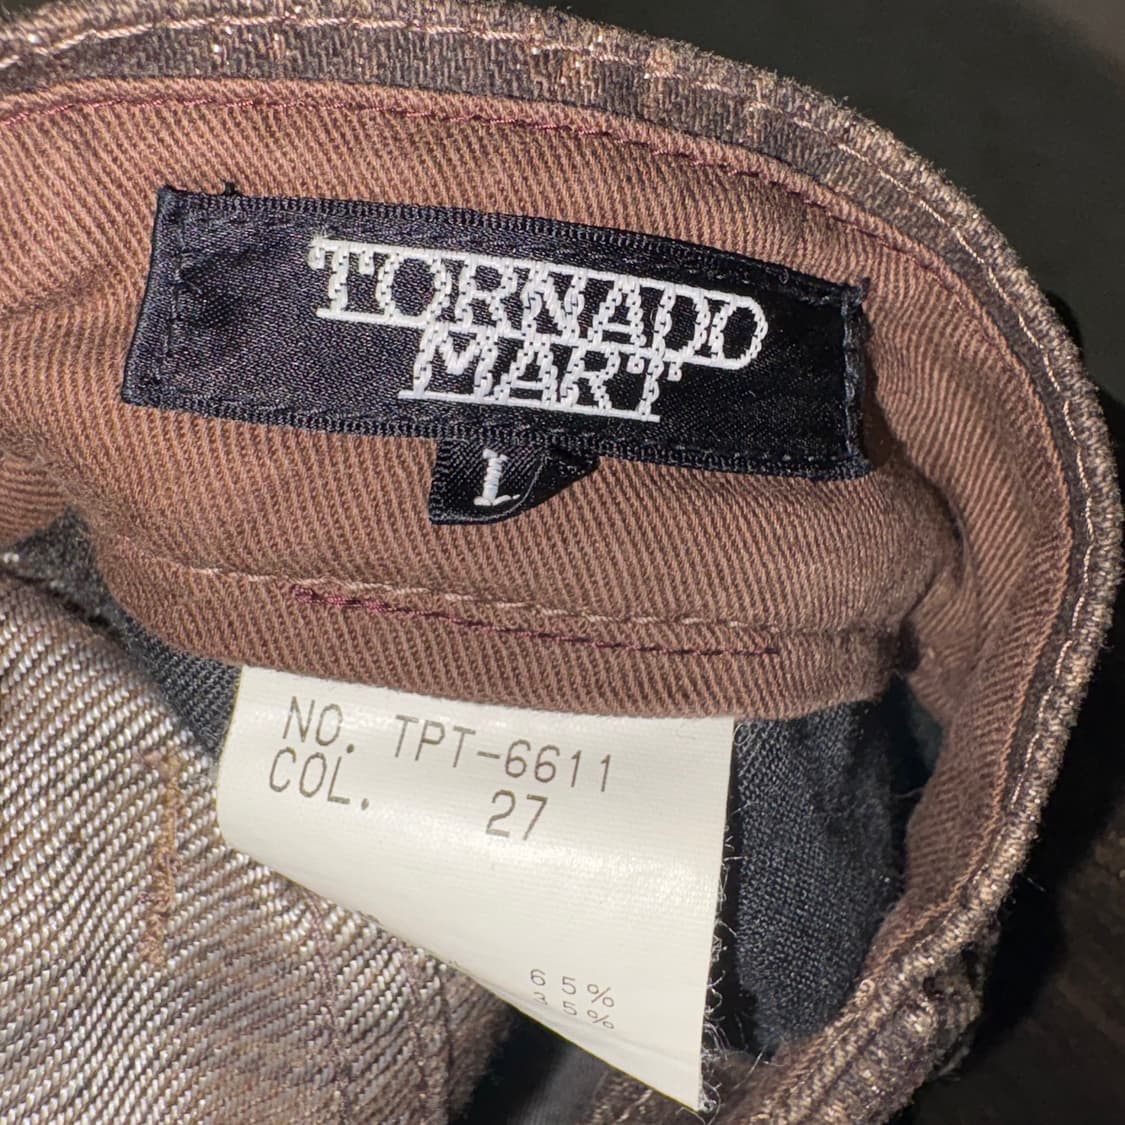 TORNADO
MART
L
NO. TPT-6611
COL. 27
65%
35%